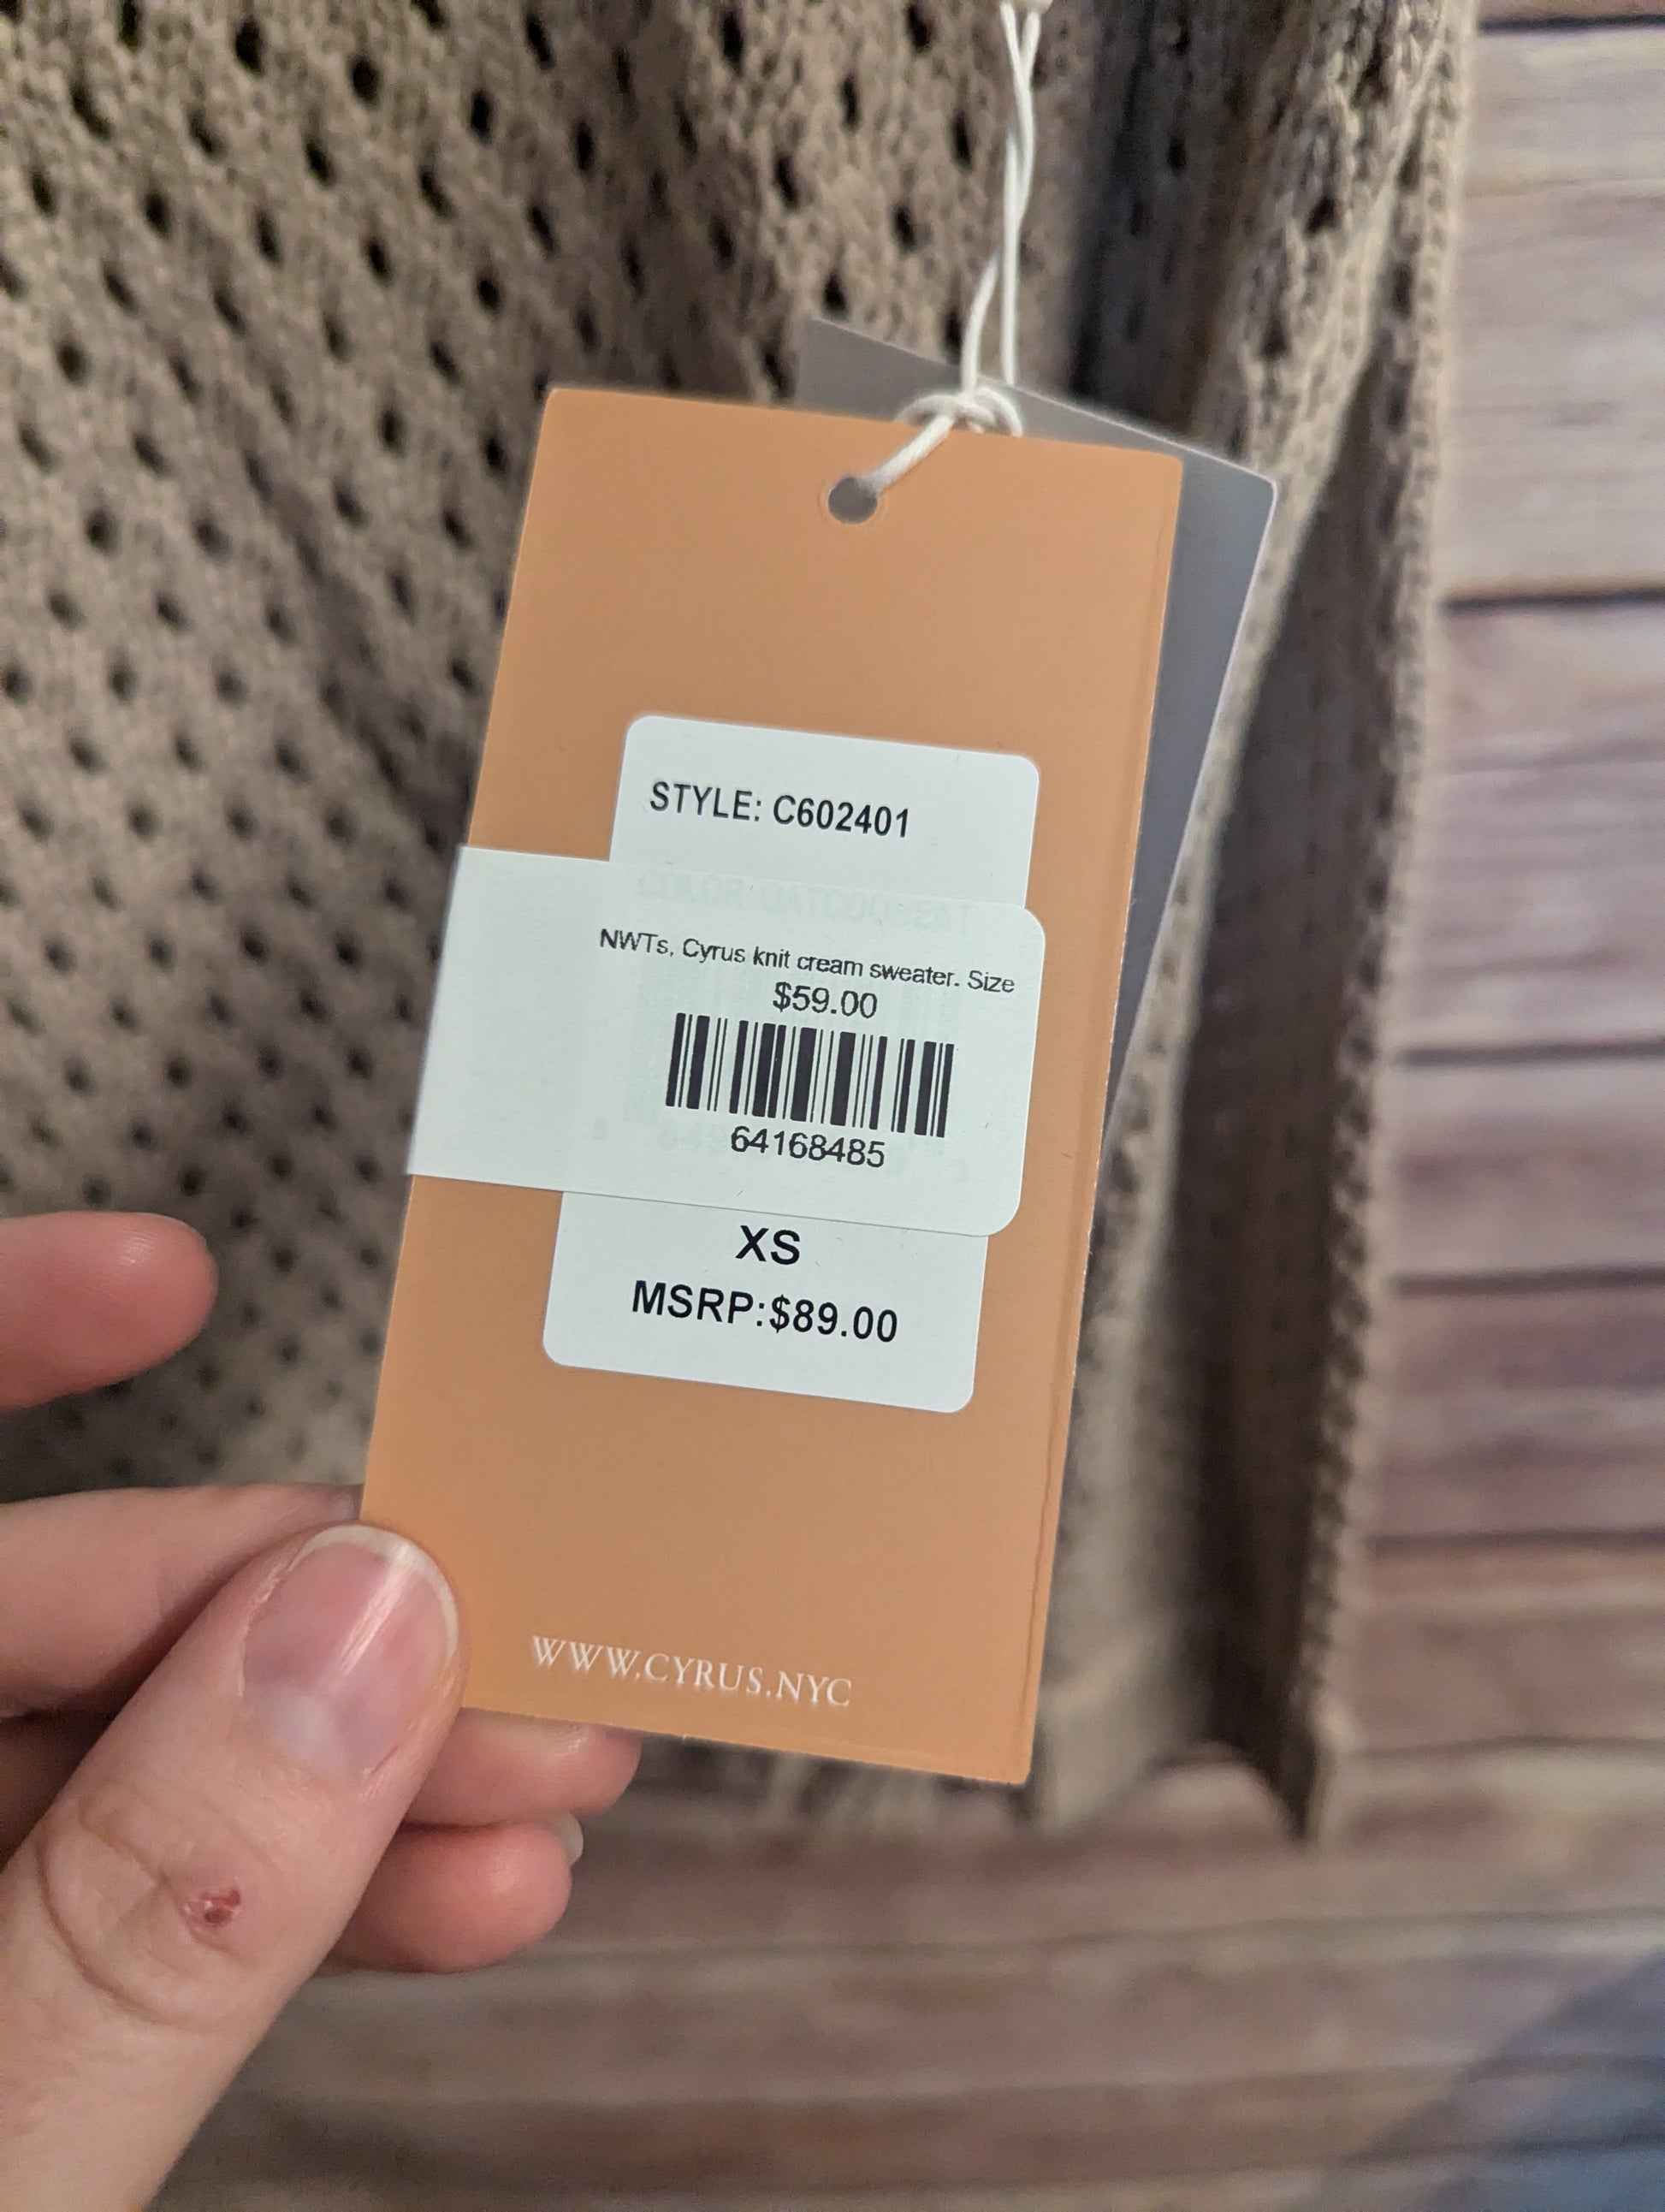 STYLE: C602401
NWTs, Cyrus knit cream sweater. Size
$59.00
64168485
XS
MSRP:$89.00
WWW.CYRUS.NYC